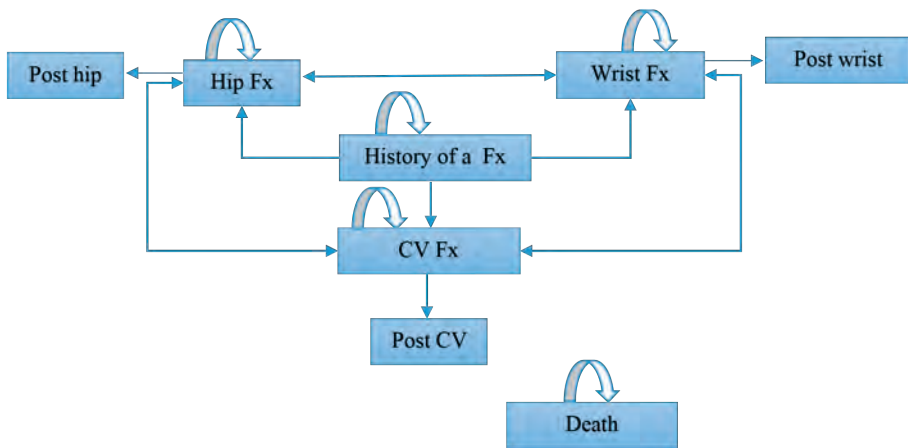 Post hip
Hip Fx
Wrist Fx
Post wrist
History of a Fx
CV Fx
Post CV
Death